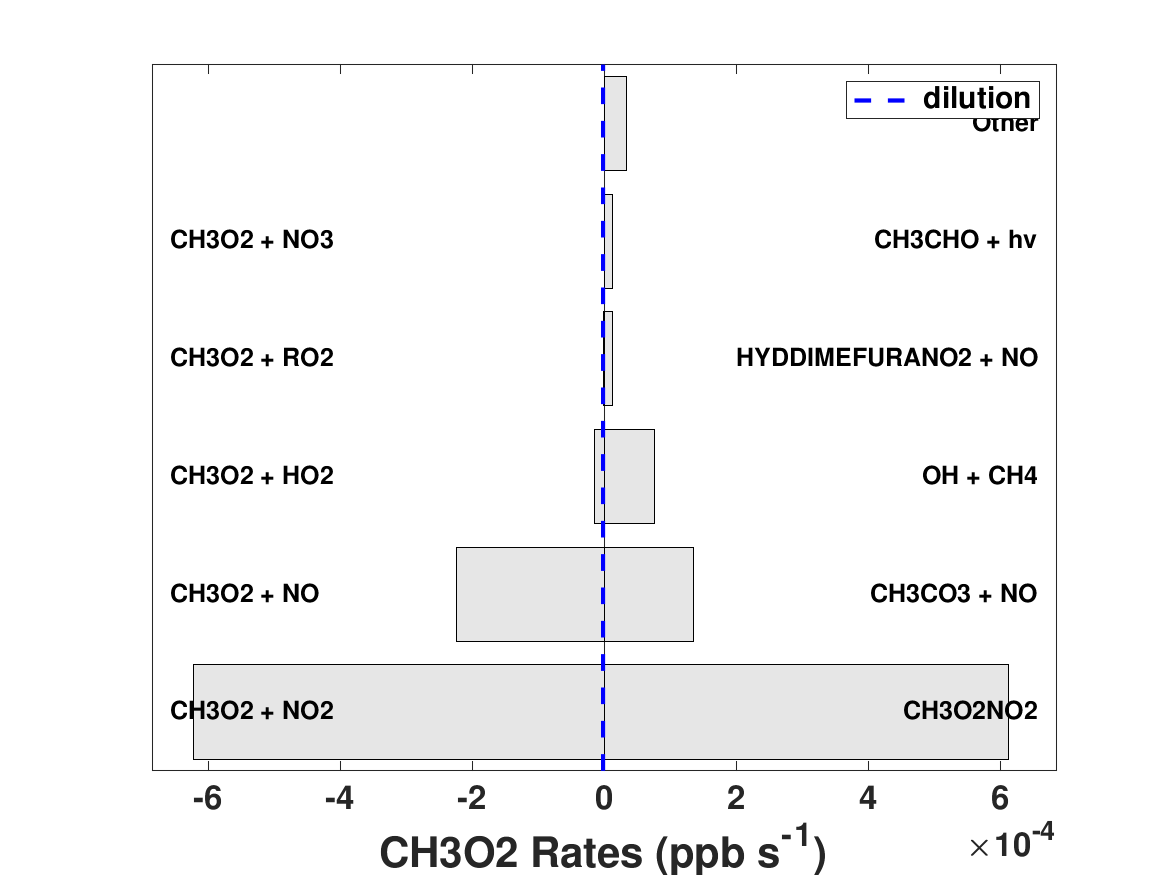 dilution
Other
CH3O2 + NO3
CH3CHO + hv
CH3O2 + RO2
HYDDIMEFURANO2 + NO
CH3O2 + HO2
OH + CH4
CH3O2 + NO
CH3CO3 + NO
CH3O2 + NO2
CH3O2NO2
-6 -4 -2 0 2 4 6
×10^-4
CH3O2 Rates (ppb s^-1)